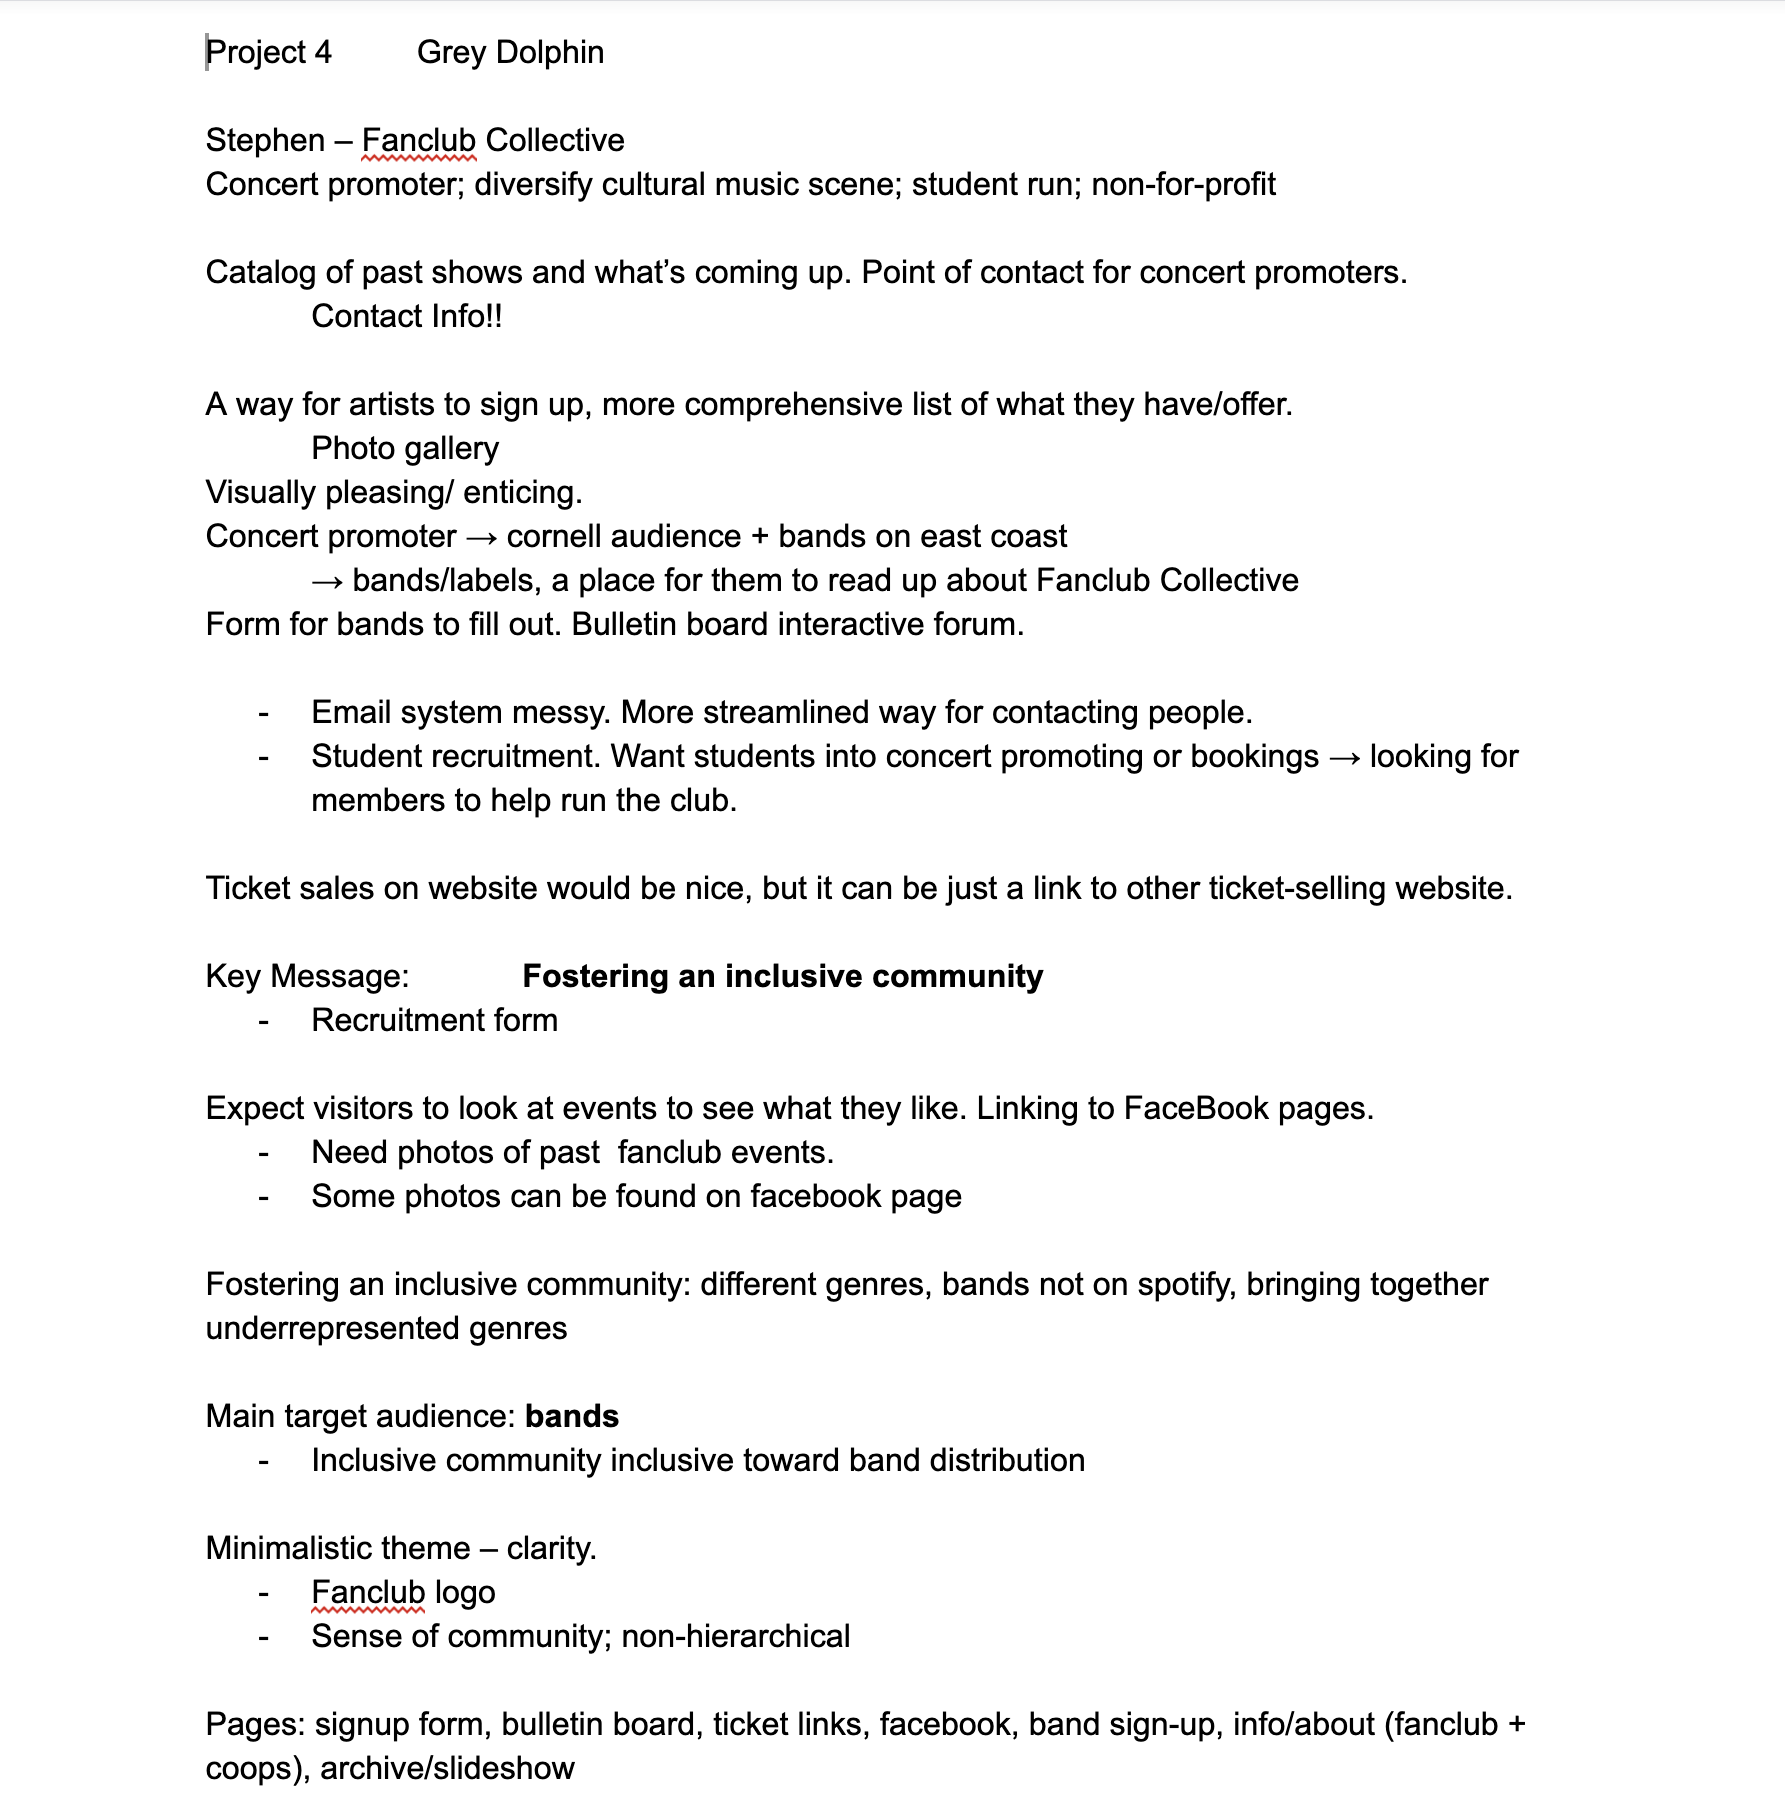 Project 4 Grey Dolphin
Stephen – Fanclub Collective
Concert promoter; diversify cultural music scene; student run; non-for-profit
Catalog of past shows and what’s coming up. Point of contact for concert promoters.
Contact Info!!
A way for artists to sign up, more comprehensive list of what they have/offer.
Photo gallery
Visually pleasing/ enticing.
Concert promoter → cornell audience + bands on east coast
→ bands/labels, a place for them to read up about Fanclub Collective
Form for bands to fill out. Bulletin board interactive forum.
- Email system messy. More streamlined way for contacting people.
- Student recruitment. Want students into concert promoting or bookings → looking for
members to help run the club.
Ticket sales on website would be nice, but it can be just a link to other ticket-selling website.
Key Message: Fostering an inclusive community
- Recruitment form
Expect visitors to look at events to see what they like. Linking to FaceBook pages.
- Need photos of past  fanclub events.
- Some photos can be found on facebook page
Fostering an inclusive community: different genres, bands not on spotify, bringing together
underrepresented genres
Main target audience: bands
- Inclusive community inclusive toward band distribution
Minimalistic theme – clarity.
- Fanclub logo
- Sense of community; non-hierarchical
Pages: signup form, bulletin board, ticket links, facebook, band sign-up, info/about (fanclub +
coops), archive/slideshow